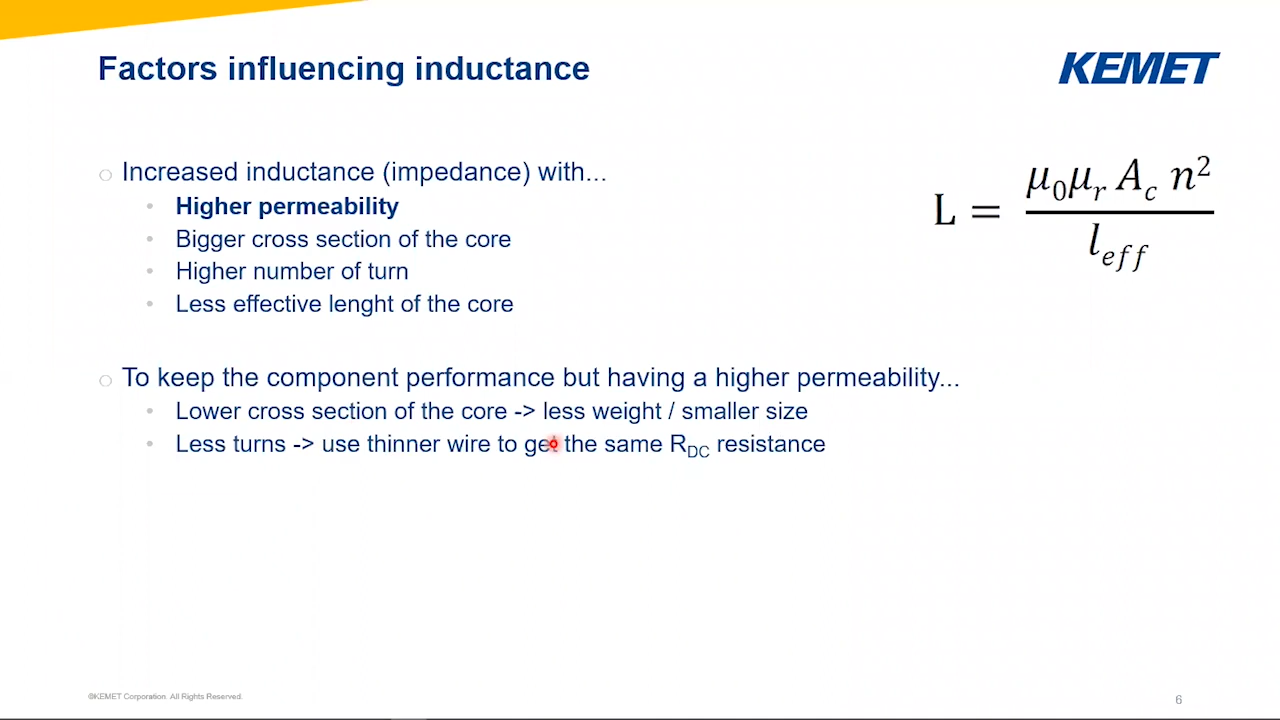 Factors influencing inductance
KEMET
Increased inductance (impedance) with...
Higher permeability
Bigger cross section of the core
Higher number of turn
Less effective lenght of the core
L = μ₀μᵣ A_c n² / l_eff
To keep the component performance but having a higher permeability...
Lower cross section of the core -> less weight / smaller size
Less turns -> use thinner wire to get the same R_DC resistance
©KEMET Corporation. All Rights Reserved.
6